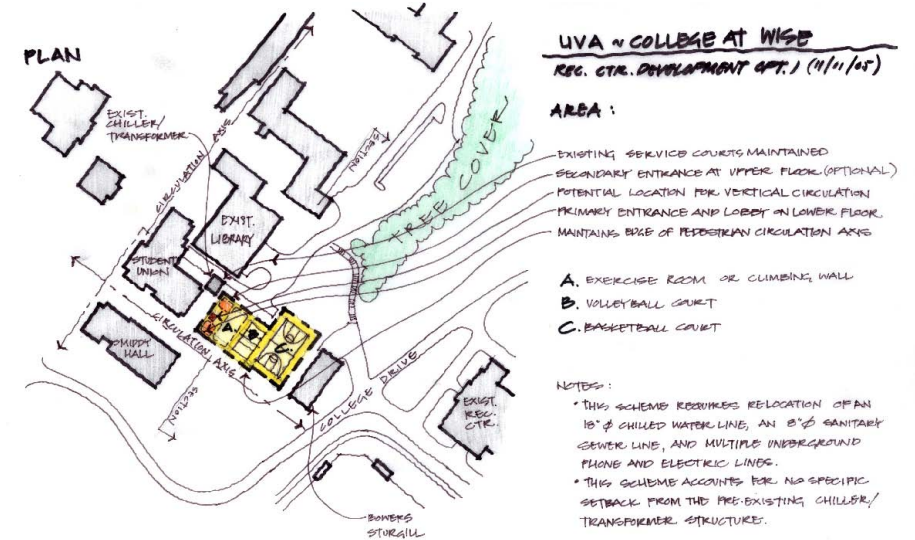 PLAN
UVA ~ COLLEGE AT WISE
REC. CTR. DEVELOPMENT OPT. 1 (11/11/05)
AREA :
EXISTING SERVICE COURTS MAINTAINED
SECONDARY ENTRANCE AT UPPER FLOOR (OPTIONAL)
POTENTIAL LOCATION FOR VERTICAL CIRCULATION
PRIMARY ENTRANCE AND LOBBY ON LOWER FLOOR
MAINTAINS EDGE OF PEDESTRIAN CIRCULATION AXIS
A. EXERCISE ROOM OR CLIMBING WALL
B. VOLLEYBALL COURT
C. BASKETBALL COURT
NOTES :
• THIS SCHEME REQUIRES RELOCATION OF AN
18"φ CHILLED WATER LINE, AN 8"φ SANITARY
SEWER LINE, AND MULTIPLE UNDERGROUND
PHONE AND ELECTRIC LINES.
• THIS SCHEME ACCOUNTS FOR NO SPECIFIC
SETBACK FROM THE PRE-EXISTING CHILLER/
TRANSFORMER STRUCTURE.
EXIST.
CHILLER/
TRANSFORMER
CIRCULATION AXIS
SECTION
TREE COVER
EXIST.
LIBRARY
STUDENT
UNION
SMIDDY
HALL
CIRCULATION AXIS
A
C.
SECTION
COLLEGE DRIVE
EXIST.
REC.
CTR.
BOWERS
STURGILL